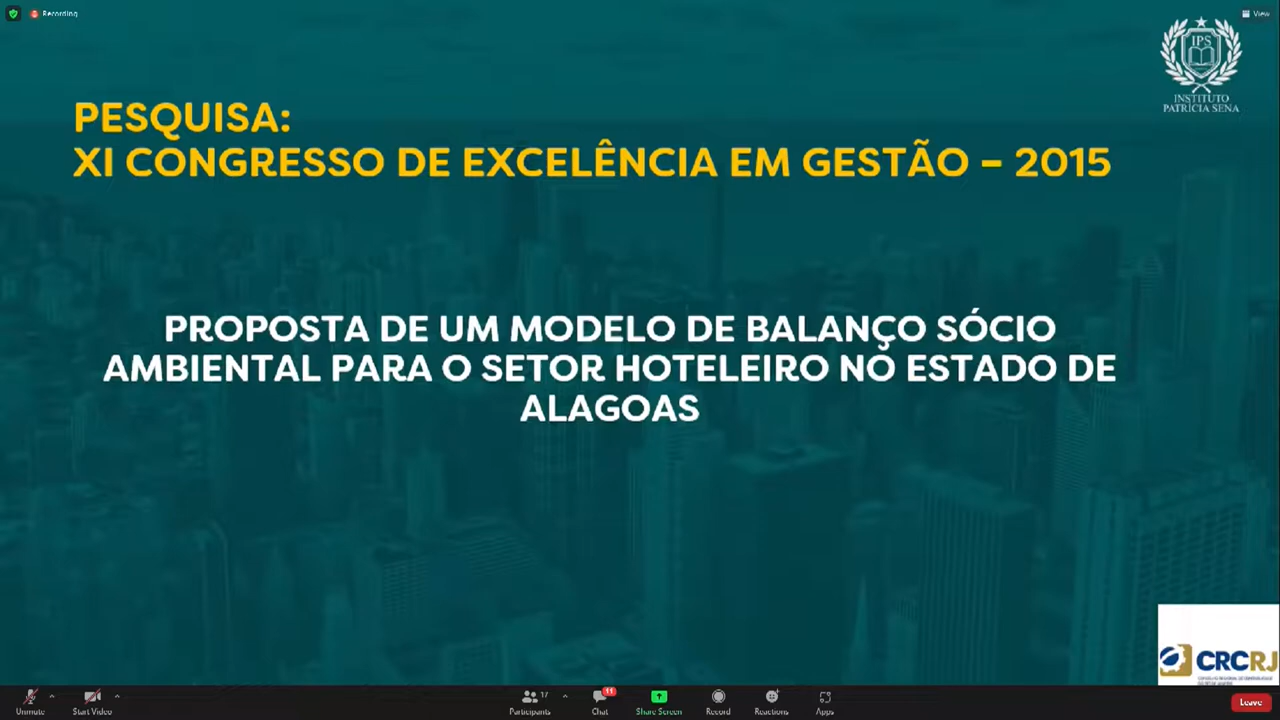 Recording
View
IPS
INSTITUTO
PATRÍCIA SENA
PESQUISA:
XI CONGRESSO DE EXCELÊNCIA EM GESTÃO – 2015
PROPOSTA DE UM MODELO DE BALANÇO SÓCIO
AMBIENTAL PARA O SETOR HOTELEIRO NO ESTADO DE
ALAGOAS
CRCRJ
Unmute
Start Video
Participants
17
Chat
11
Share Screen
Record
Reactions
Apps
Leave